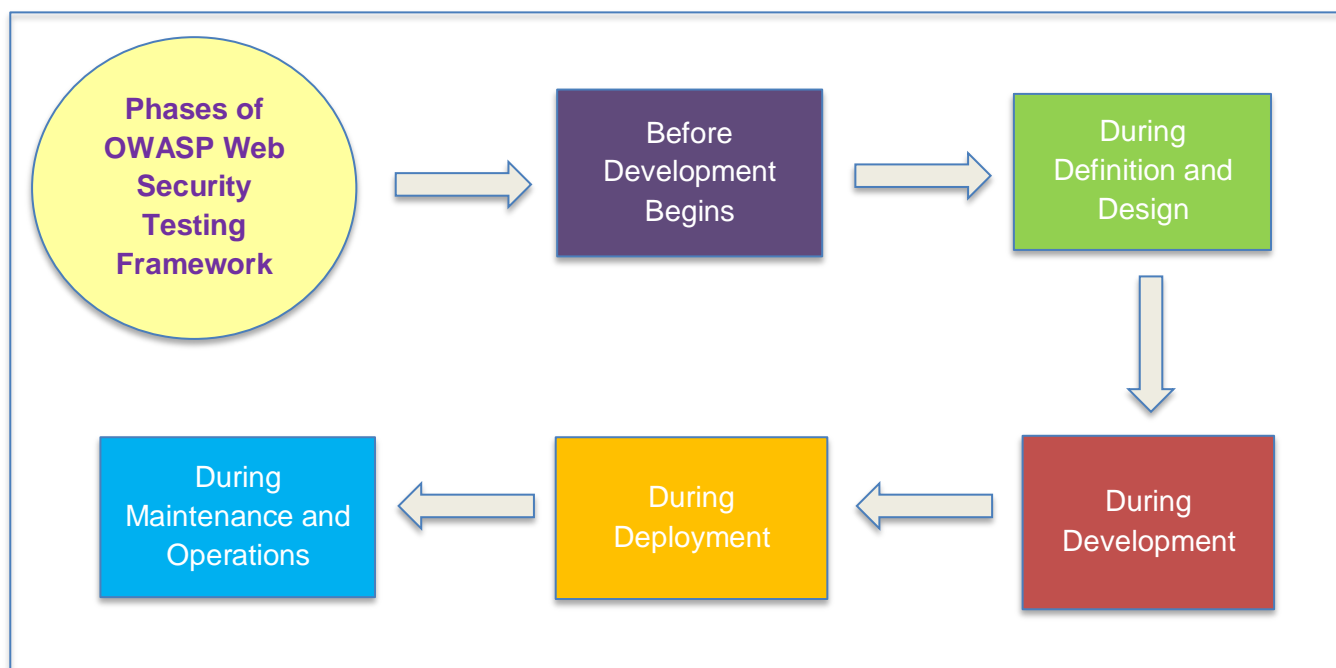 Phases of
OWASP Web
Security
Testing
Framework
Before
Development
Begins
During
Definition and
Design
During
Development
During
Deployment
During
Maintenance and
Operations